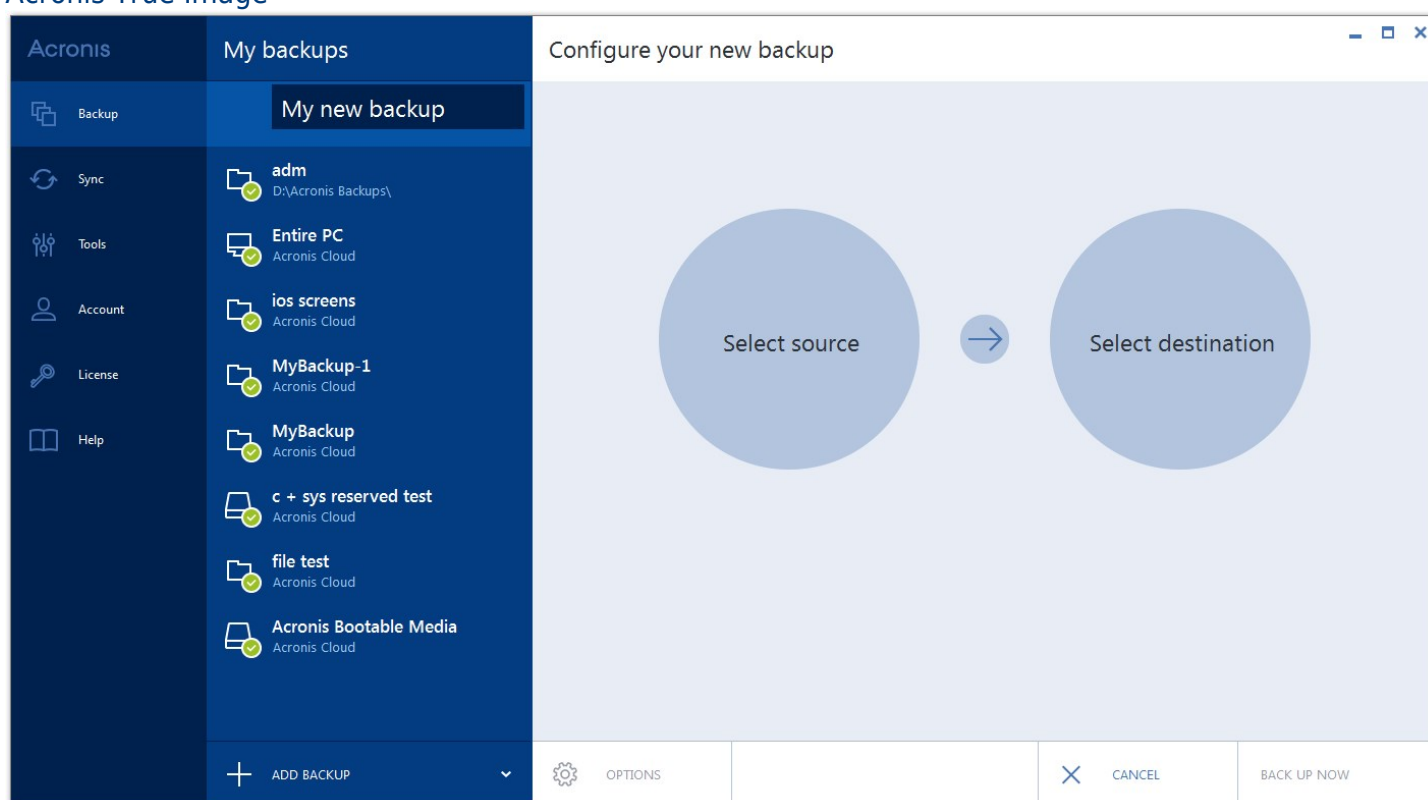 Acronis True Image
Acronis
My backups
Configure your new backup
Backup
Sync
Tools
Account
License
Help
My new backup
adm
D:\Acronis Backups\
Entire PC
Acronis Cloud
ios screens
Acronis Cloud
MyBackup-1
Acronis Cloud
MyBackup
Acronis Cloud
c + sys reserved test
Acronis Cloud
file test
Acronis Cloud
Acronis Bootable Media
Acronis Cloud
ADD BACKUP
Select source
Select destination
OPTIONS
CANCEL
BACK UP NOW